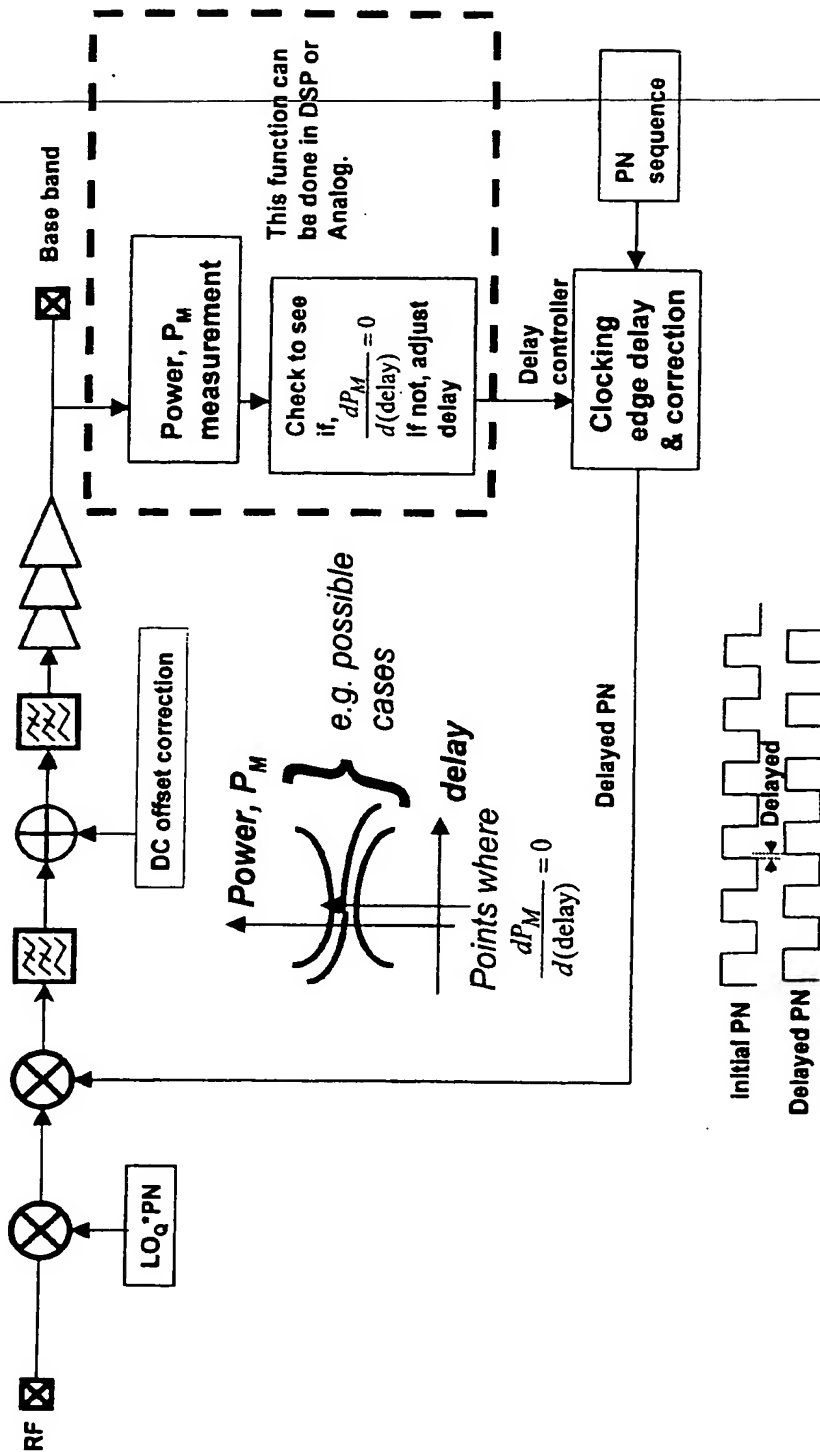 RF
LO_Q*PN
DC offset correction
Base band
Power, P_M
measurement
Check to see
if, dP_M/d(delay) = 0
If not, adjust
delay
This function can
be done in DSP or
Analog.
Delay
controller
Clocking
edge delay
& correction
PN
sequence
Power, P_M
e.g. possible
cases
delay
Points where
dP_M/d(delay) = 0
Delayed PN
Initial PN
Delayed
Delayed PN